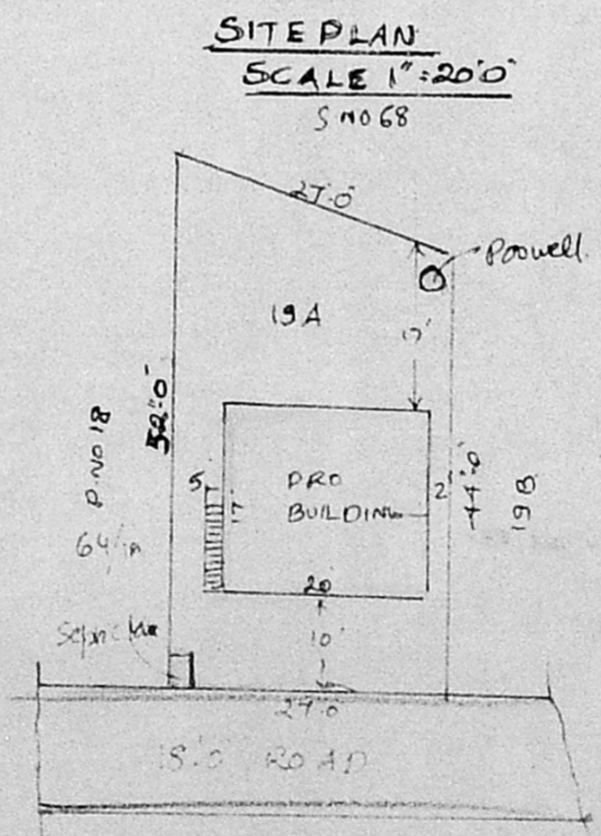 SITE PLAN
SCALE 1"=20'0"
S NO 68
27'-0"
19A
17'
P. NO 18
52'-0"
5
17'
PRO
BUILDING
2'
44'-0"
19B
20'
10'
27'-0"
18'-0 ROAD